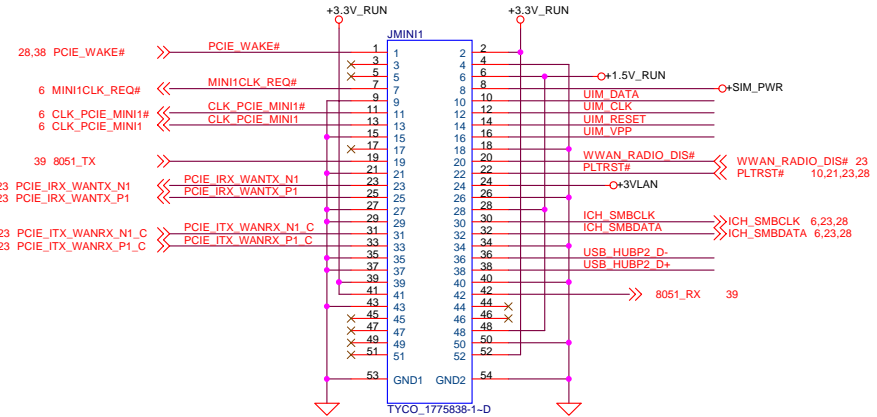 +3.3V_RUN +3.3V_RUN
JMINI1
28,38 PCIE_WAKE# PCIE_WAKE# 1 1 2 2
3 3 4 4
5 5 6 6 +1.5V_RUN
6 MINI1CLK_REQ# MINI1CLK_REQ# 7 7 8 8 +SIM_PWR
9 9 10 10 UIM_DATA
6 CLK_PCIE_MINI1# CLK_PCIE_MINI1# 11 11 12 12 UIM_CLK
6 CLK_PCIE_MINI1 CLK_PCIE_MINI1 13 13 14 14 UIM_RESET
15 15 16 16 UIM_VPP
17 17 18 18
39 8051_TX 19 19 20 20 WWAN_RADIO_DIS# WWAN_RADIO_DIS# 23
21 21 22 22 PLTRST# PLTRST# 10,21,23,28
23 PCIE_IRX_WANTX_N1 PCIE_IRX_WANTX_N1 23 23 24 24 +3VLAN
23 PCIE_IRX_WANTX_P1 PCIE_IRX_WANTX_P1 25 25 26 26
27 27 28 28
29 29 30 30 ICH_SMBCLK ICH_SMBCLK 6,23,28
23 PCIE_ITX_WANRX_N1_C PCIE_ITX_WANRX_N1_C 31 31 32 32 ICH_SMBDATA ICH_SMBDATA 6,23,28
23 PCIE_ITX_WANRX_P1_C PCIE_ITX_WANRX_P1_C 33 33 34 34
35 35 36 36 USB_HUBP2_D-
37 37 38 38 USB_HUBP2_D+
39 39 40 40
41 41 42 42 8051_RX 39
43 43 44 44
45 45 46 46
47 47 48 48
49 49 50 50
51 51 52 52
53 GND1 GND2 54
TYCO_1775838-1~D